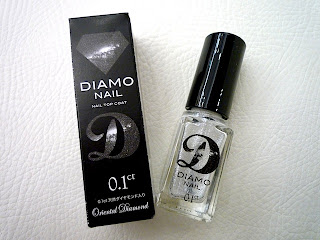 DIAMO
NAIL
NAIL TOP COAT
D
0.1ct
0.1ct天然ダイヤモンド入り
Oriental Diamond
D
DIAMO
NAIL
0.1ct